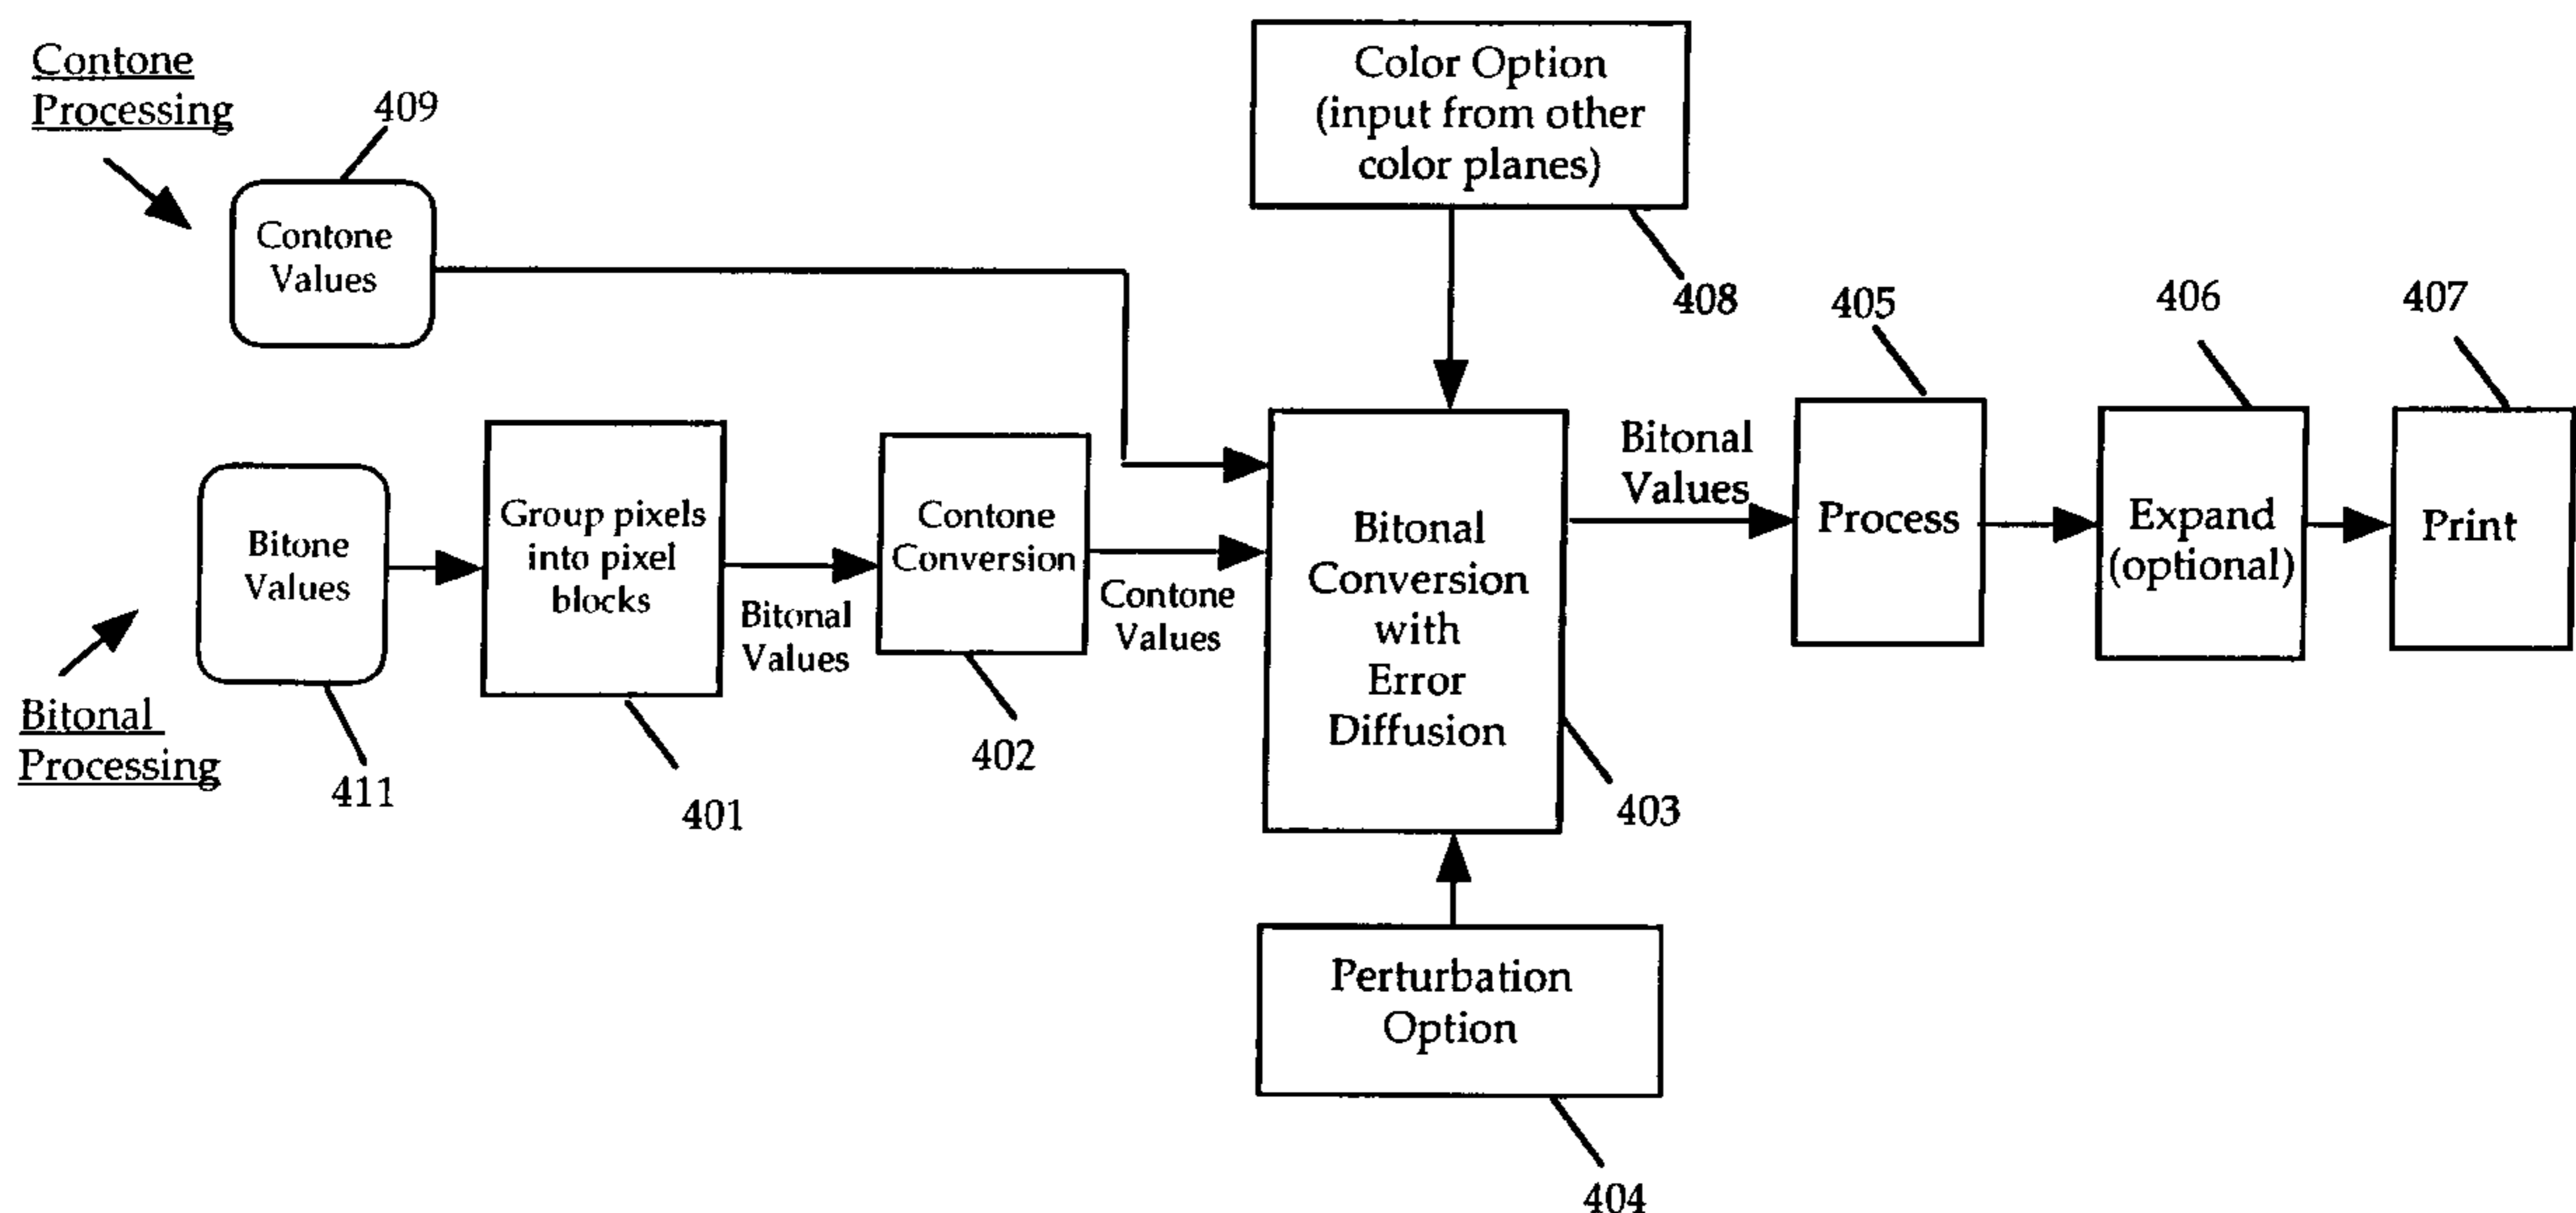 Contone
Processing
409
Contone
Values
Color Option
(input from other
color planes)
408
405
406
407
Bitone
Values
411
Group pixels
into pixel
blocks
401
Bitonal
Values
Contone
Conversion
402
Contone
Values
Bitonal
Conversion
with
Error
Diffusion
403
Bitonal
Values
Process
Expand
(optional)
Print
Bitonal
Processing
Perturbation
Option
404